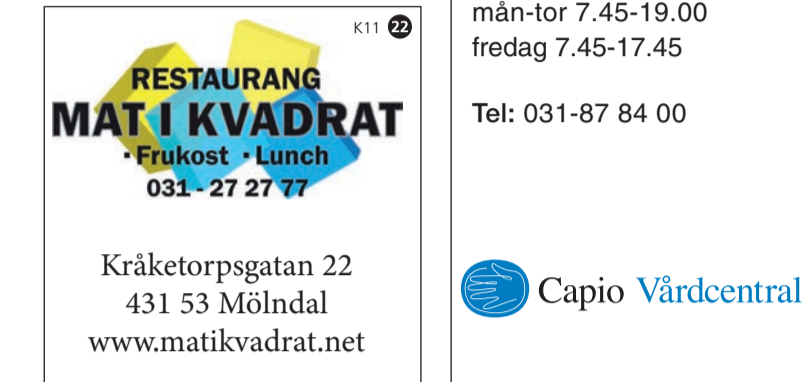 K11 22
RESTAURANG
MAT I KVADRAT
▪Frukost ▪Lunch
031 - 27 27 77
Kråketorpsgatan 22
431 53 Mölndal
www.matikvadrat.net
mån-tor 7.45-19.00
fredag 7.45-17.45
Tel: 031-87 84 00
Capio Vårdcentral